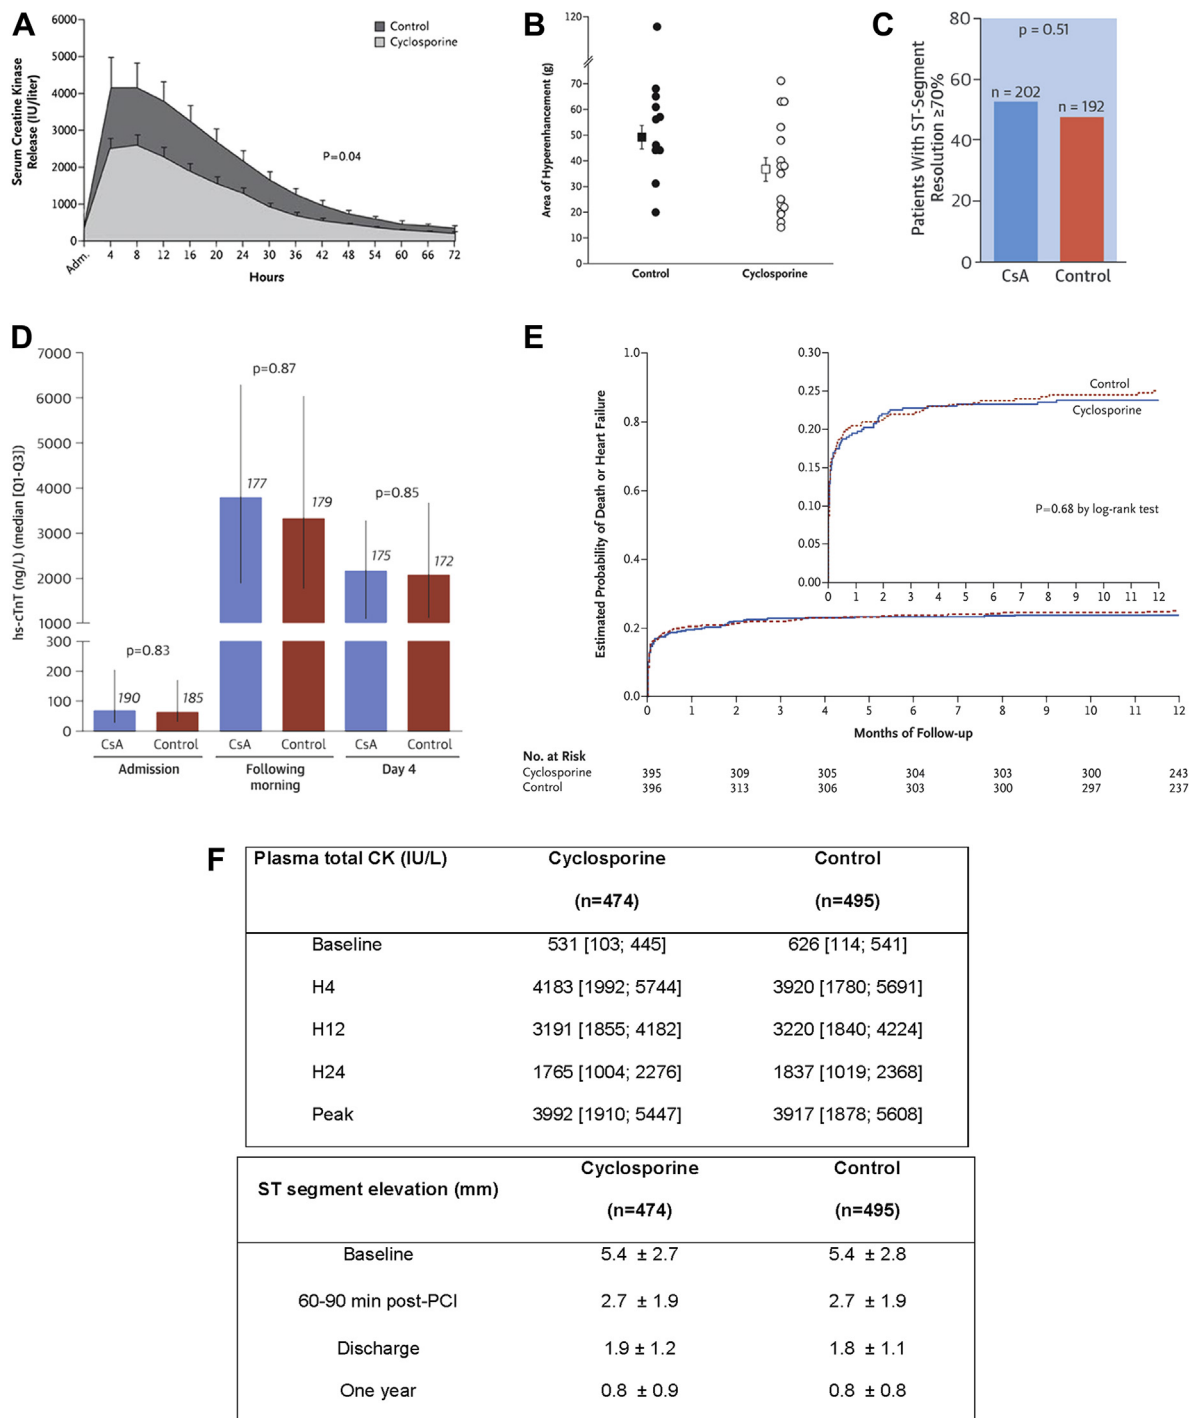 A
6000
5000
4000
3000
2000
1000
0
Serum Creatine Kinase
Release (IU/liter)
Control
Cyclosporine
P=0.04
Adm. 4 8 12 16 20 24 30 36 42 48 54 60 66 72
Hours
B
120
70
60
50
40
30
20
10
0
Area of Hyperenhancement (g)
Control Cyclosporine
C
80
60
40
20
0
Patients With ST-Segment
Resolution ≥70%
p = 0.51
n = 202
n = 192
CsA Control
D
7000
6000
5000
4000
3000
2000
1000
300
200
100
0
hs-cTnT (ng/L) (median [Q1-Q3])
p=0.87
177
179
p=0.85
175
172
p=0.83
190
185
CsA Control CsA Control CsA Control
Admission Following Day 4
morning
E
1.0
0.8
0.6
0.4
0.2
0.0
Estimated Probability of Death or Heart Failure
0.30
0.25
0.20
0.15
0.10
0.05
0.00
Control
Cyclosporine
P=0.68 by log-rank test
0 1 2 3 4 5 6 7 8 9 10 11 12
0 1 2 3 4 5 6 7 8 9 10 11 12
Months of Follow-up
No. at Risk
Cyclosporine 395 309 305 304 303 300 243
Control 396 313 306 303 300 297 237
F
Plasma total CK (IU/L) Cyclosporine Control
(n=474) (n=495)
Baseline 531 [103; 445] 626 [114; 541]
H4 4183 [1992; 5744] 3920 [1780; 5691]
H12 3191 [1855; 4182] 3220 [1840; 4224]
H24 1765 [1004; 2276] 1837 [1019; 2368]
Peak 3992 [1910; 5447] 3917 [1878; 5608]
ST segment elevation (mm) Cyclosporine Control
(n=474) (n=495)
Baseline 5.4 ± 2.7 5.4 ± 2.8
60-90 min post-PCI 2.7 ± 1.9 2.7 ± 1.9
Discharge 1.9 ± 1.2 1.8 ± 1.1
One year 0.8 ± 0.9 0.8 ± 0.8